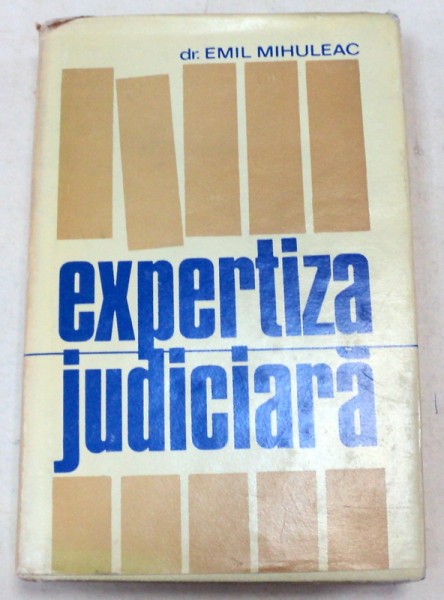 dr. EMIL MIHULEAC
expertiza
judiciară